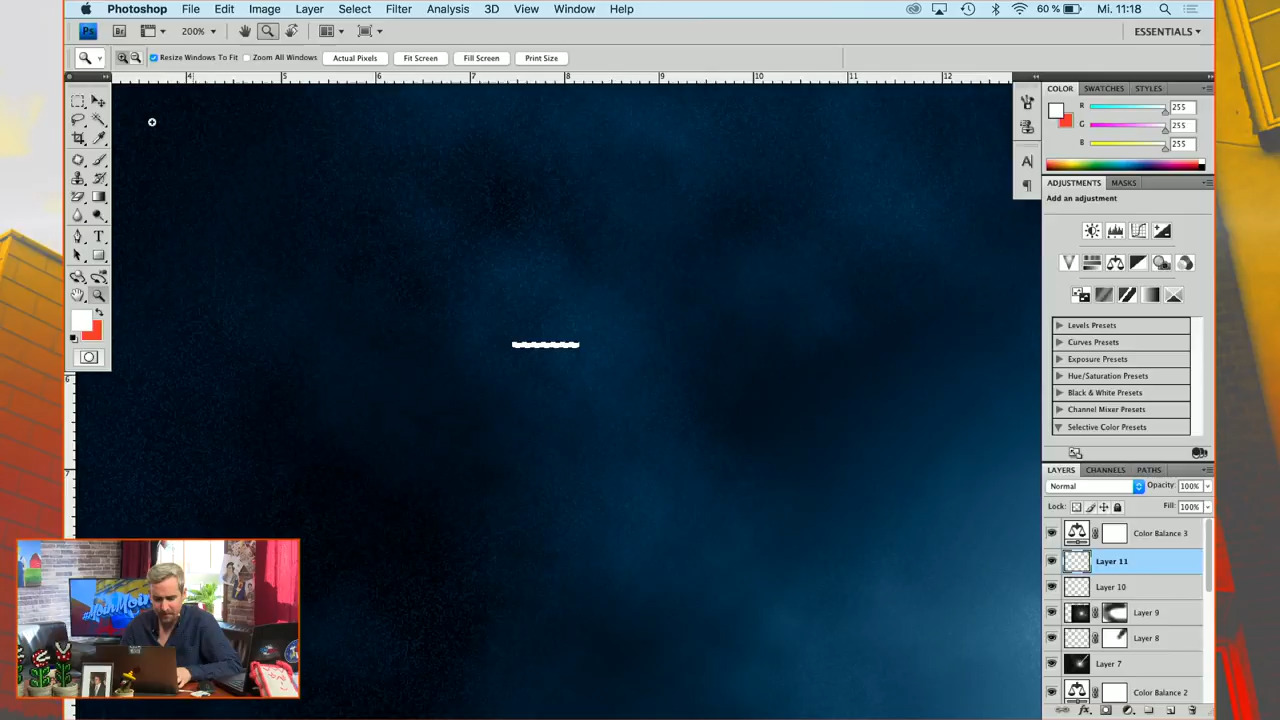 Photoshop File Edit Image Layer Select Filter Analysis 3D View Window Help 60 % Mi. 11:18
Ps Br 200% ESSENTIALS
Resize Windows To Fit Zoom All Windows Actual Pixels Fit Screen Fill Screen Print Size
4 5 6 7 8 9 10 11 12
COLOR SWATCHES STYLES
R 255
G 255
B 255
A
ADJUSTMENTS MASKS
Add an adjustment
T
Levels Presets
Curves Presets
Exposure Presets
Hue/Saturation Presets
Black & White Presets
Channel Mixer Presets
Selective Color Presets
6
7
LAYERS CHANNELS PATHS
Normal Opacity: 100%
Lock: Fill: 100%
Color Balance 3
Layer 11
Layer 10
Layer 9
Layer 8
Layer 7
Color Balance 2
#MoinMoin